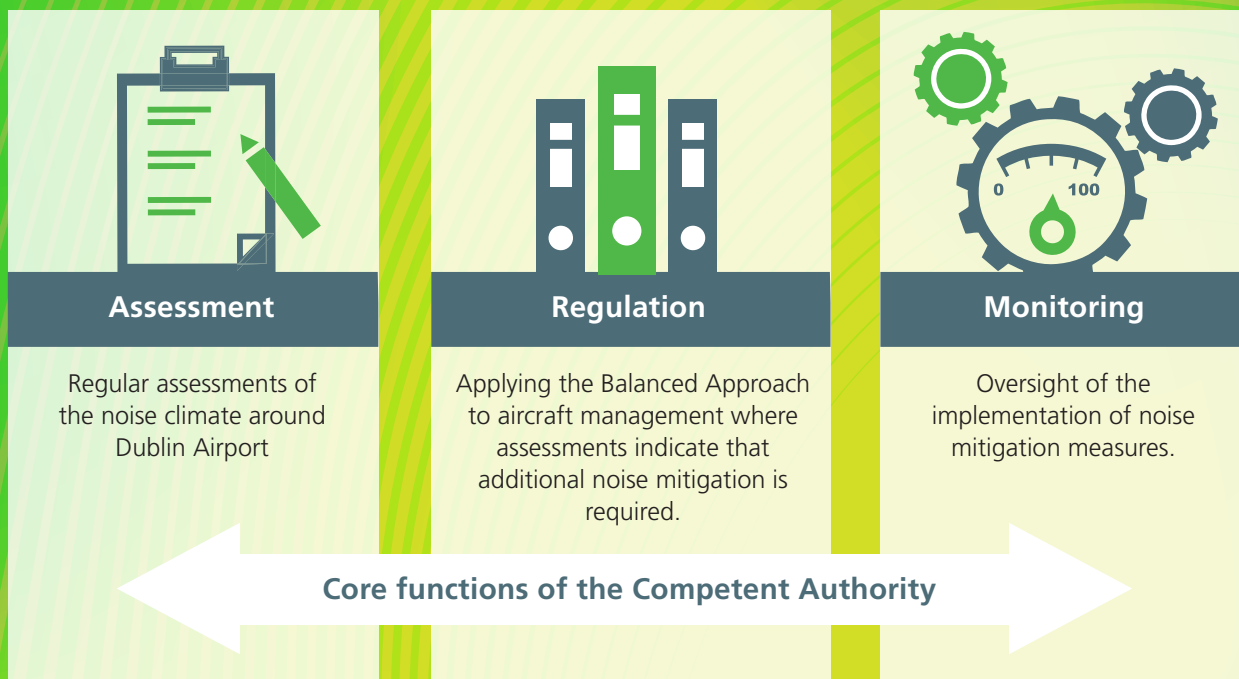 0
100
Assessment
Regular assessments of
the noise climate around
Dublin Airport
Regulation
Applying the Balanced Approach
to aircraft management where
assessments indicate that
additional noise mitigation is
required.
Monitoring
Oversight of the
implementation of noise
mitigation measures.
Core functions of the Competent Authority